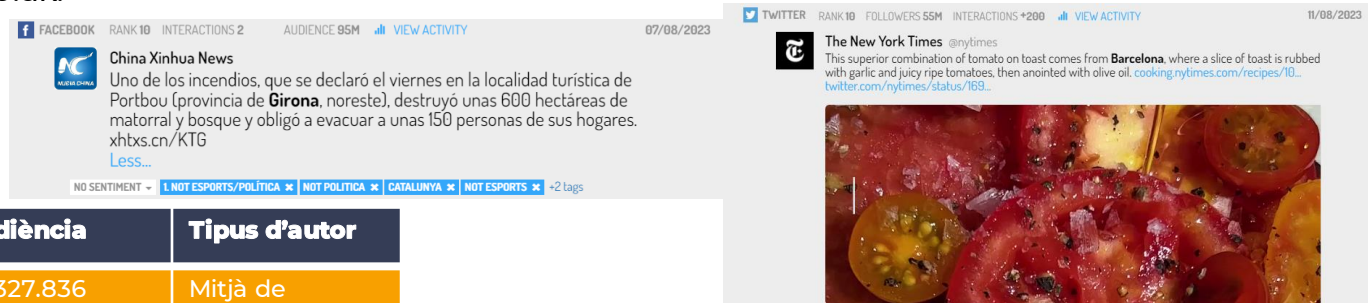 FACEBOOK RANK 10 INTERACTIONS 2 AUDIENCE 95M VIEW ACTIVITY 07/08/2023
NUEVA CHINA
China Xinhua News
Uno de los incendios, que se declaró el viernes en la localidad turística de
Portbou (provincia de Girona, noreste), destruyó unas 600 hectáreas de
matorral y bosque y obligó a evacuar a unas 150 personas de sus hogares.
xhtxs.cn/KTG
Less...
NO SENTIMENT 1. NOT ESPORTS/POLÍTICA × NOT POLITICA × CATALUNYA × NOT ESPORTS × +2 tags
Tipus d'autor
327.836 Mitjà de
TWITTER RANK 10 FOLLOWERS 55M INTERACTIONS +200 VIEW ACTIVITY 11/08/2023
The New York Times @nytimes
This superior combination of tomato on toast comes from Barcelona, where a slice of toast is rubbed
with garlic and juicy ripe tomatoes, then anointed with olive oil. cooking.nytimes.com/recipes/10...
twitter.com/nytimes/status/169...